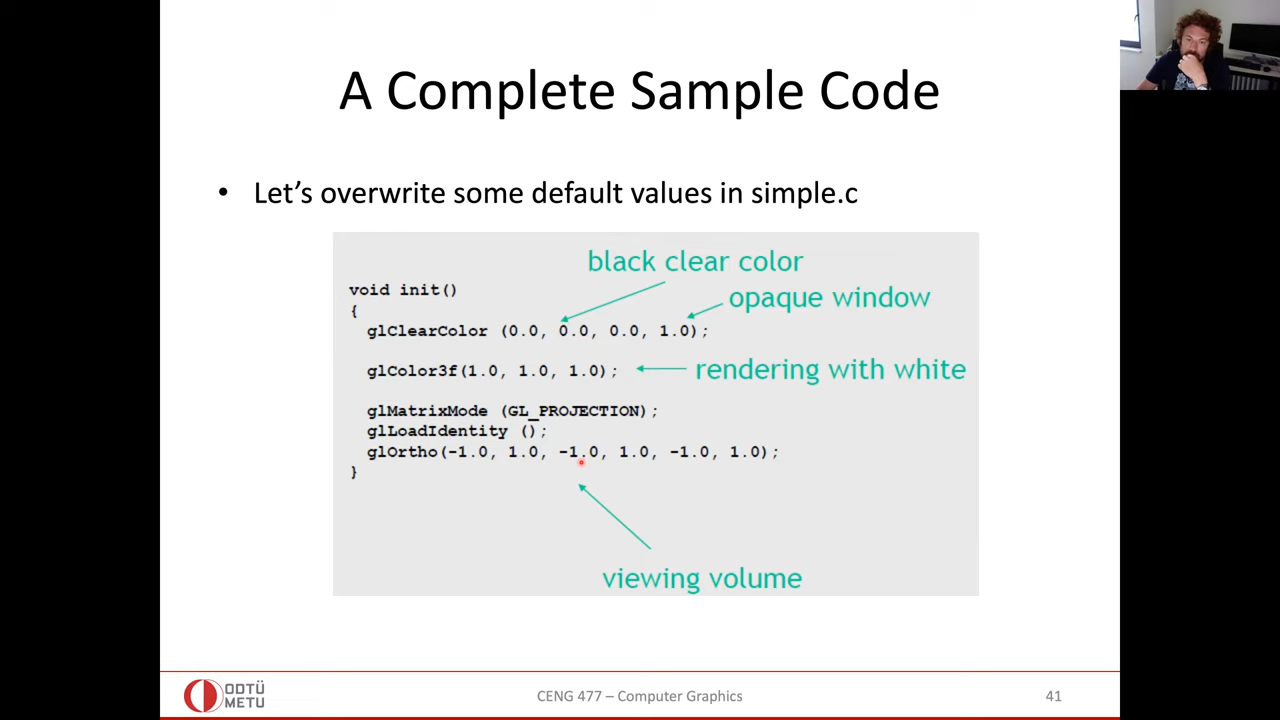 A Complete Sample Code
• Let's overwrite some default values in simple.c
black clear color
opaque window
void init()
{
glClearColor (0.0, 0.0, 0.0, 1.0);
glColor3f(1.0, 1.0, 1.0);
rendering with white
glMatrixMode (GL_PROJECTION);
glLoadIdentity ();
glOrtho(-1.0, 1.0, -1.0, 1.0, -1.0, 1.0);
}
viewing volume
ODTÜ
METU
CENG 477 – Computer Graphics
41